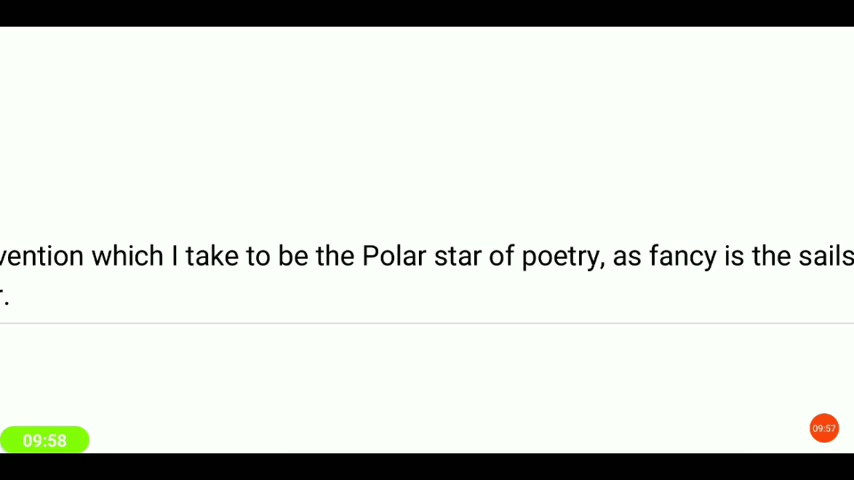 vention which I take to be the Polar star of poetry, as fancy is the sails
r.
09:58
09:57